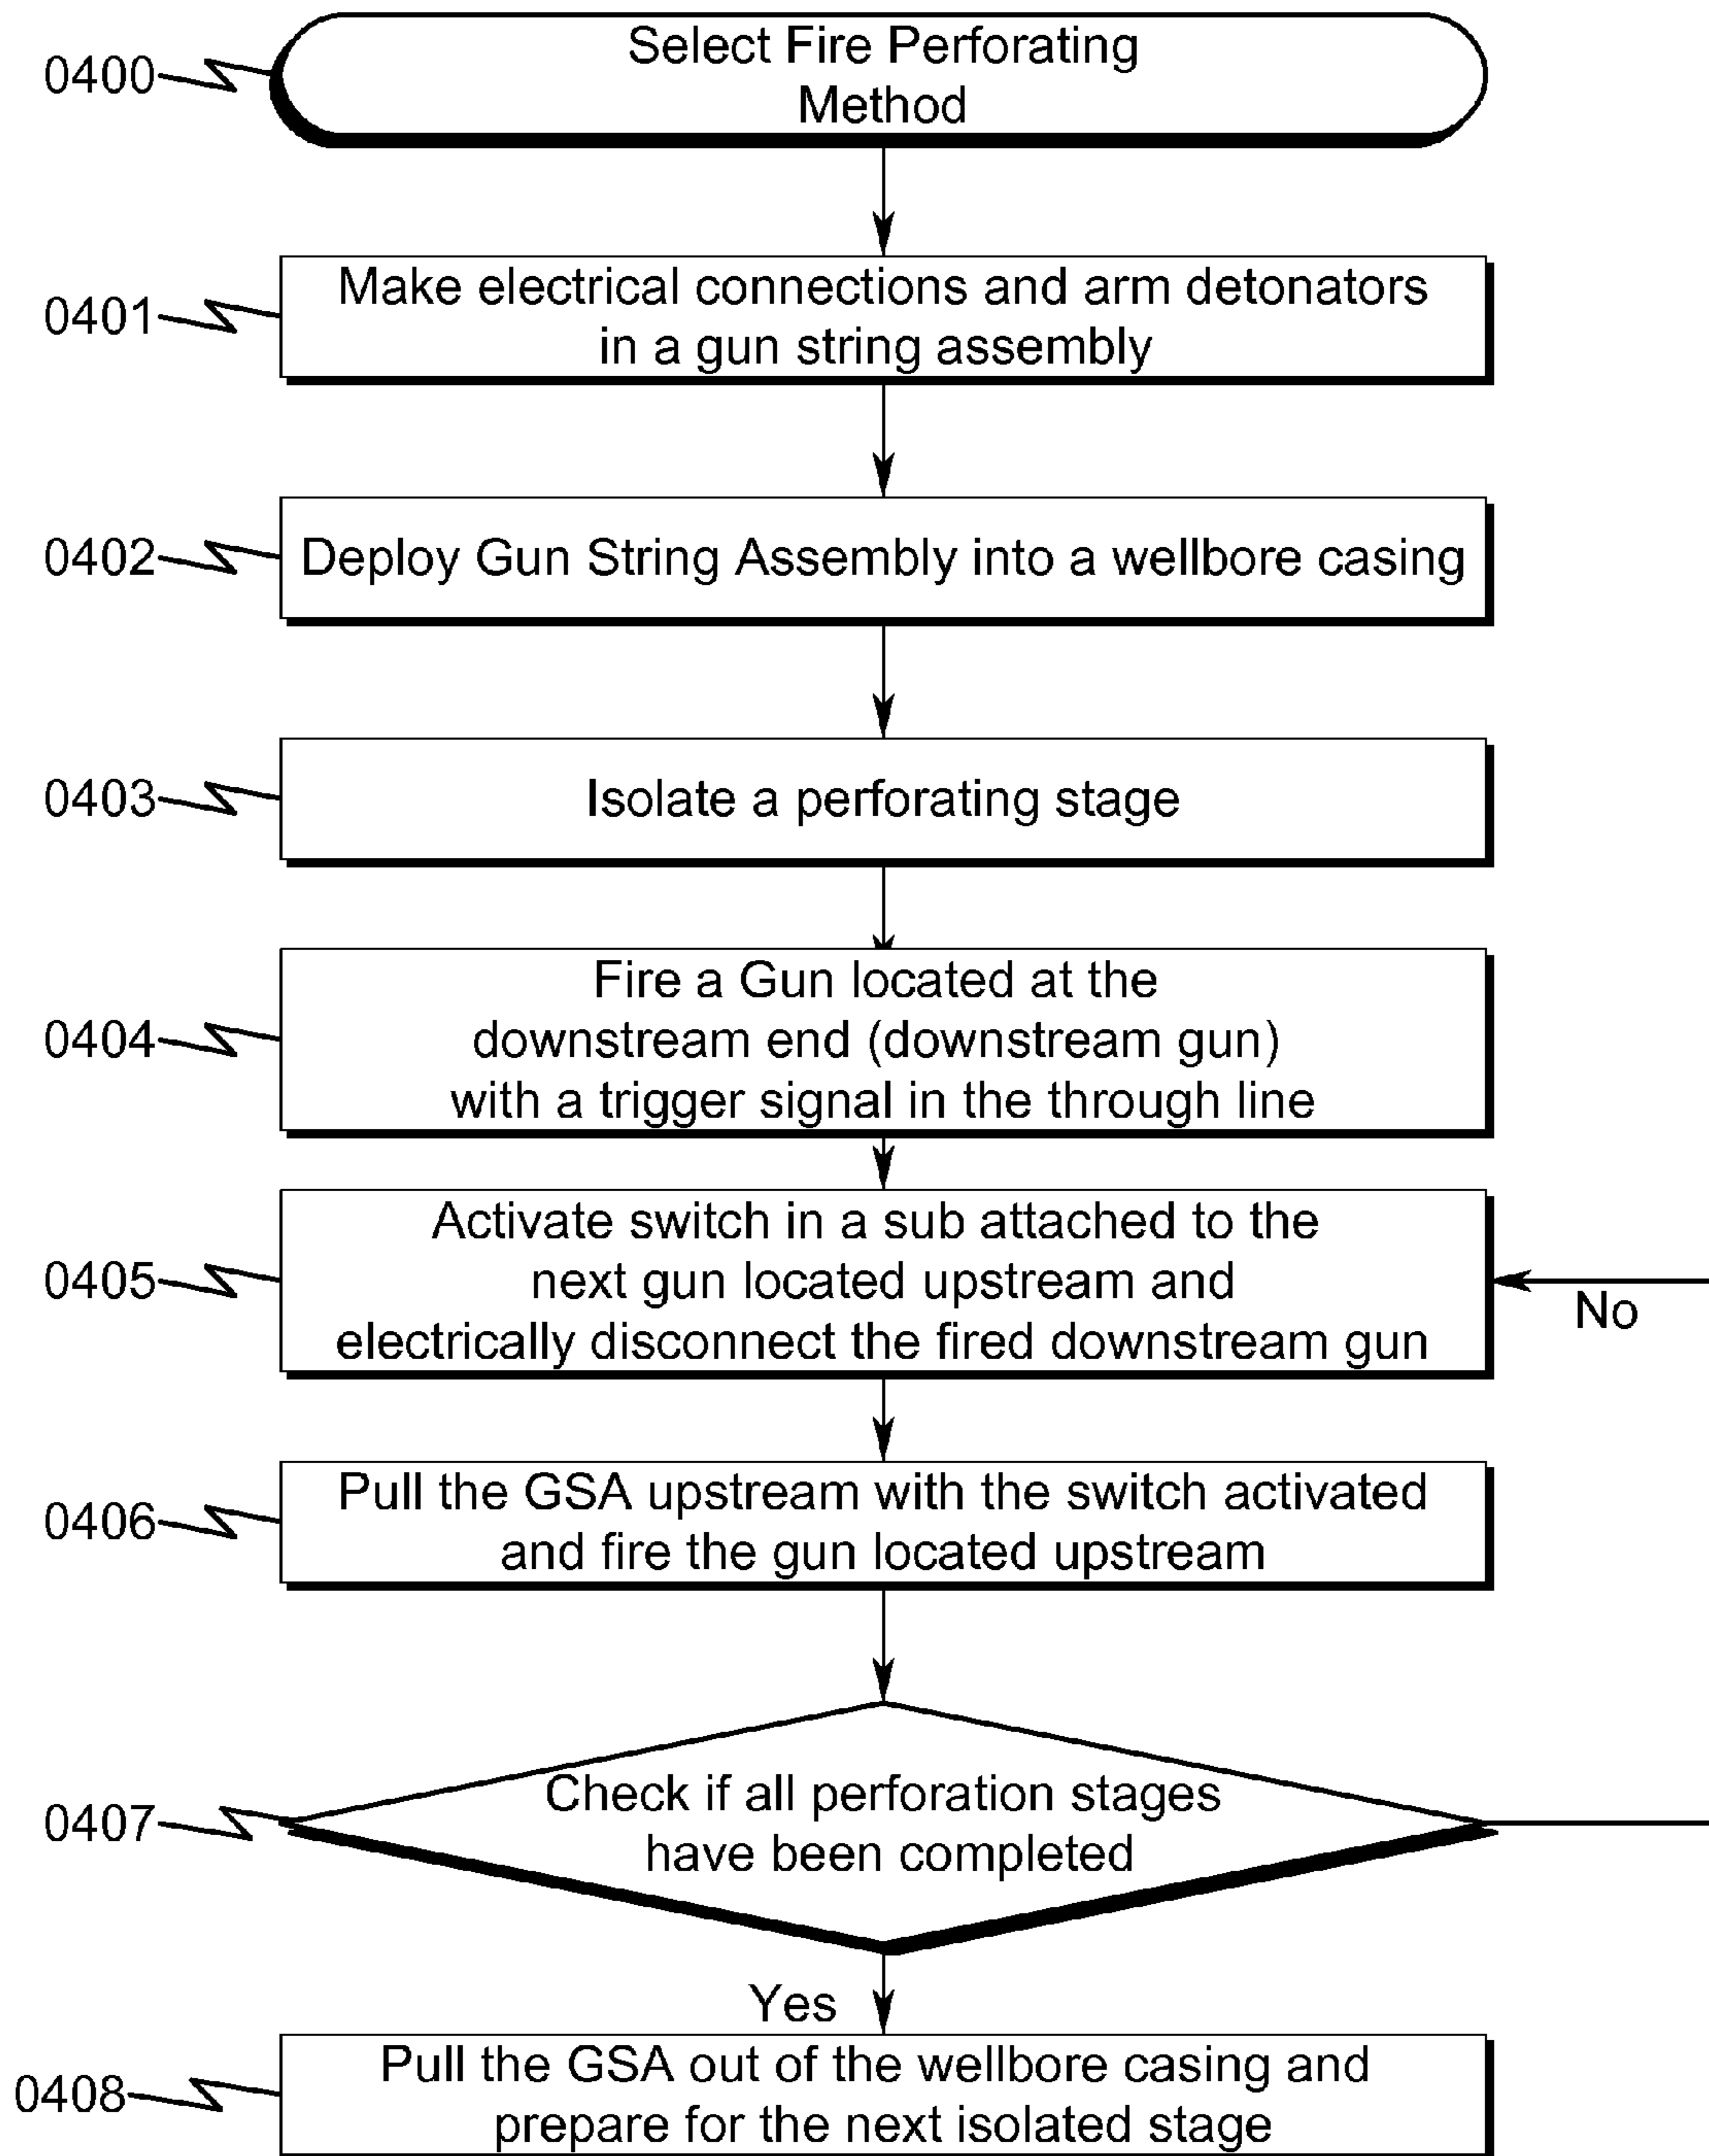 0400
Select Fire Perforating
Method
0401
Make electrical connections and arm detonators
in a gun string assembly
0402
Deploy Gun String Assembly into a wellbore casing
0403
Isolate a perforating stage
0404
Fire a Gun located at the
downstream end (downstream gun)
with a trigger signal in the through line
0405
Activate switch in a sub attached to the
next gun located upstream and
electrically disconnect the fired downstream gun
No
0406
Pull the GSA upstream with the switch activated
and fire the gun located upstream
0407
Check if all perforation stages
have been completed
Yes
0408
Pull the GSA out of the wellbore casing and
prepare for the next isolated stage